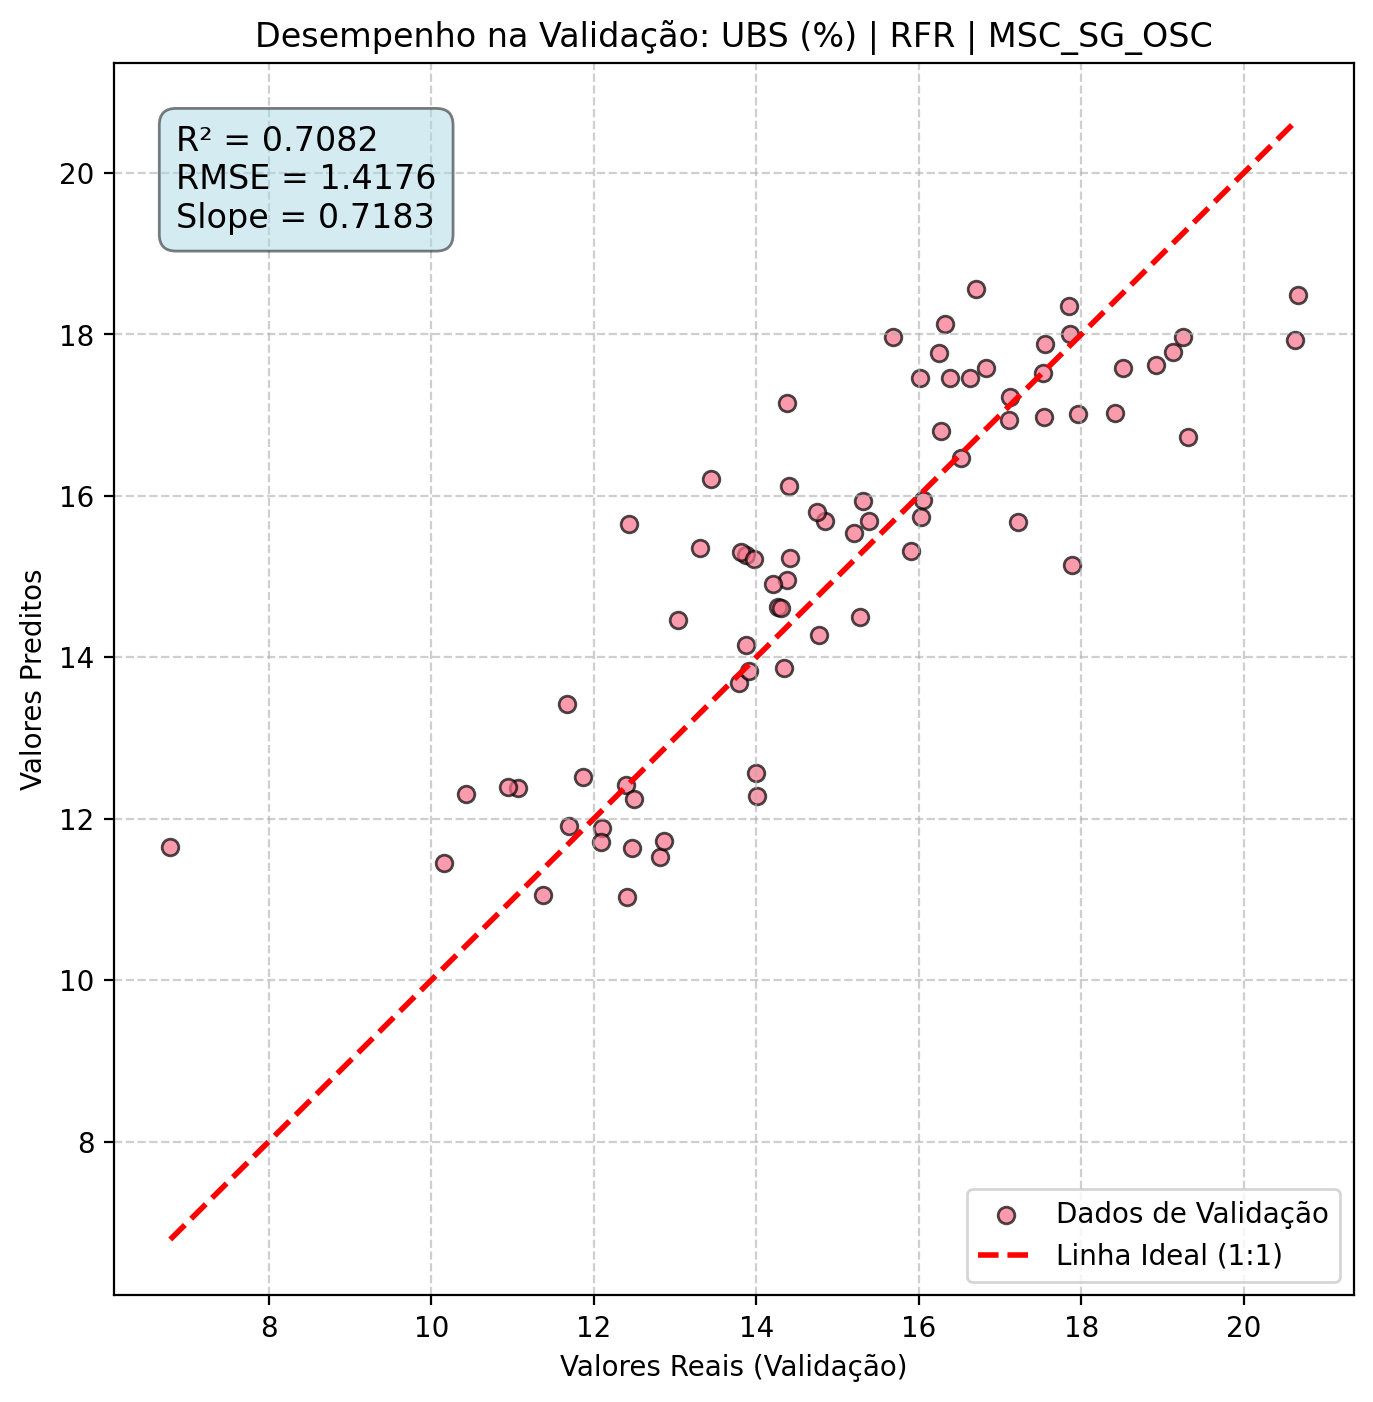 Desempenho na Validação: UBS (%) | RFR | MSC_SG_OSC
R² = 0.7082
RMSE = 1.4176
Slope = 0.7183
20
18
16
14
12
10
8
Valores Preditos
Dados de Validação
Linha Ideal (1:1)
8 10 12 14 16 18 20
Valores Reais (Validação)